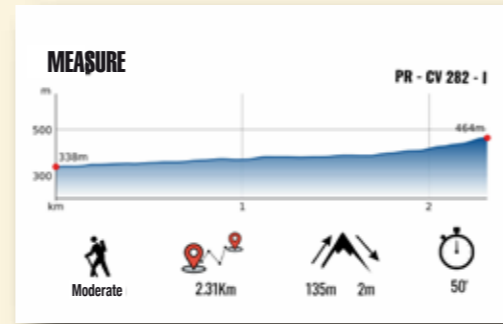 MEASURE
PR - CV 282 - I
m
500
464m
338m
300
km
1
2
Moderate
2.31Km
135m
2m
50'